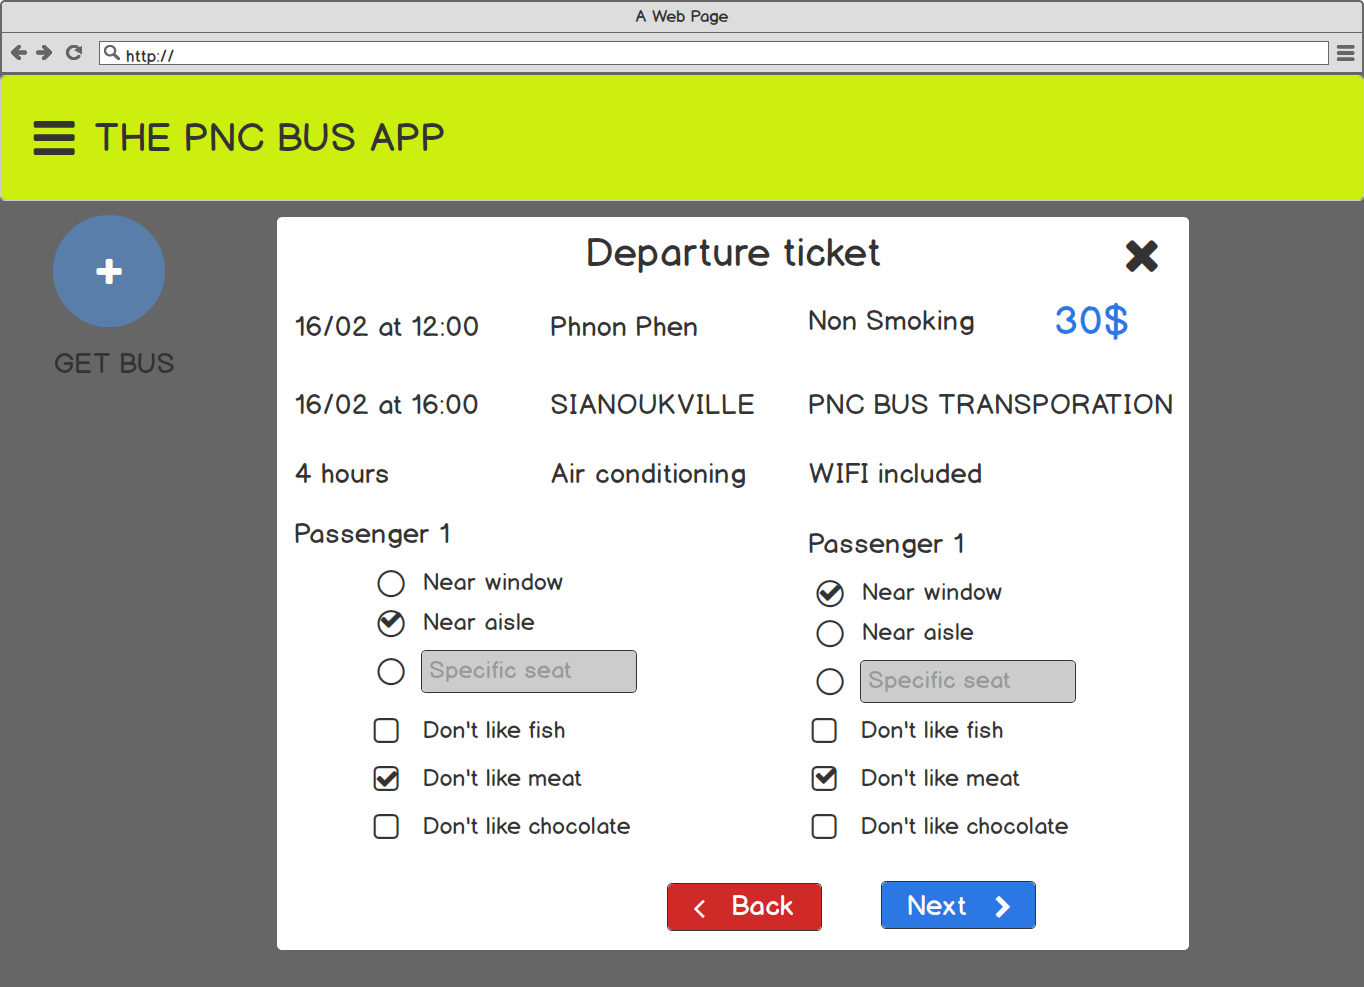 A Web Page
http://
THE PNC BUS APP
GET BUS
Departure ticket
16/02 at 12:00 Phnon Phen Non Smoking 30$
16/02 at 16:00 SIANOUKVILLE PNC BUS TRANSPORATION
4 hours Air conditioning WIFI included
Passenger 1
Near window
Near aisle
Specific seat
Don't like fish
Don't like meat
Don't like chocolate
Passenger 1
Near window
Near aisle
Specific seat
Don't like fish
Don't like meat
Don't like chocolate
Back
Next